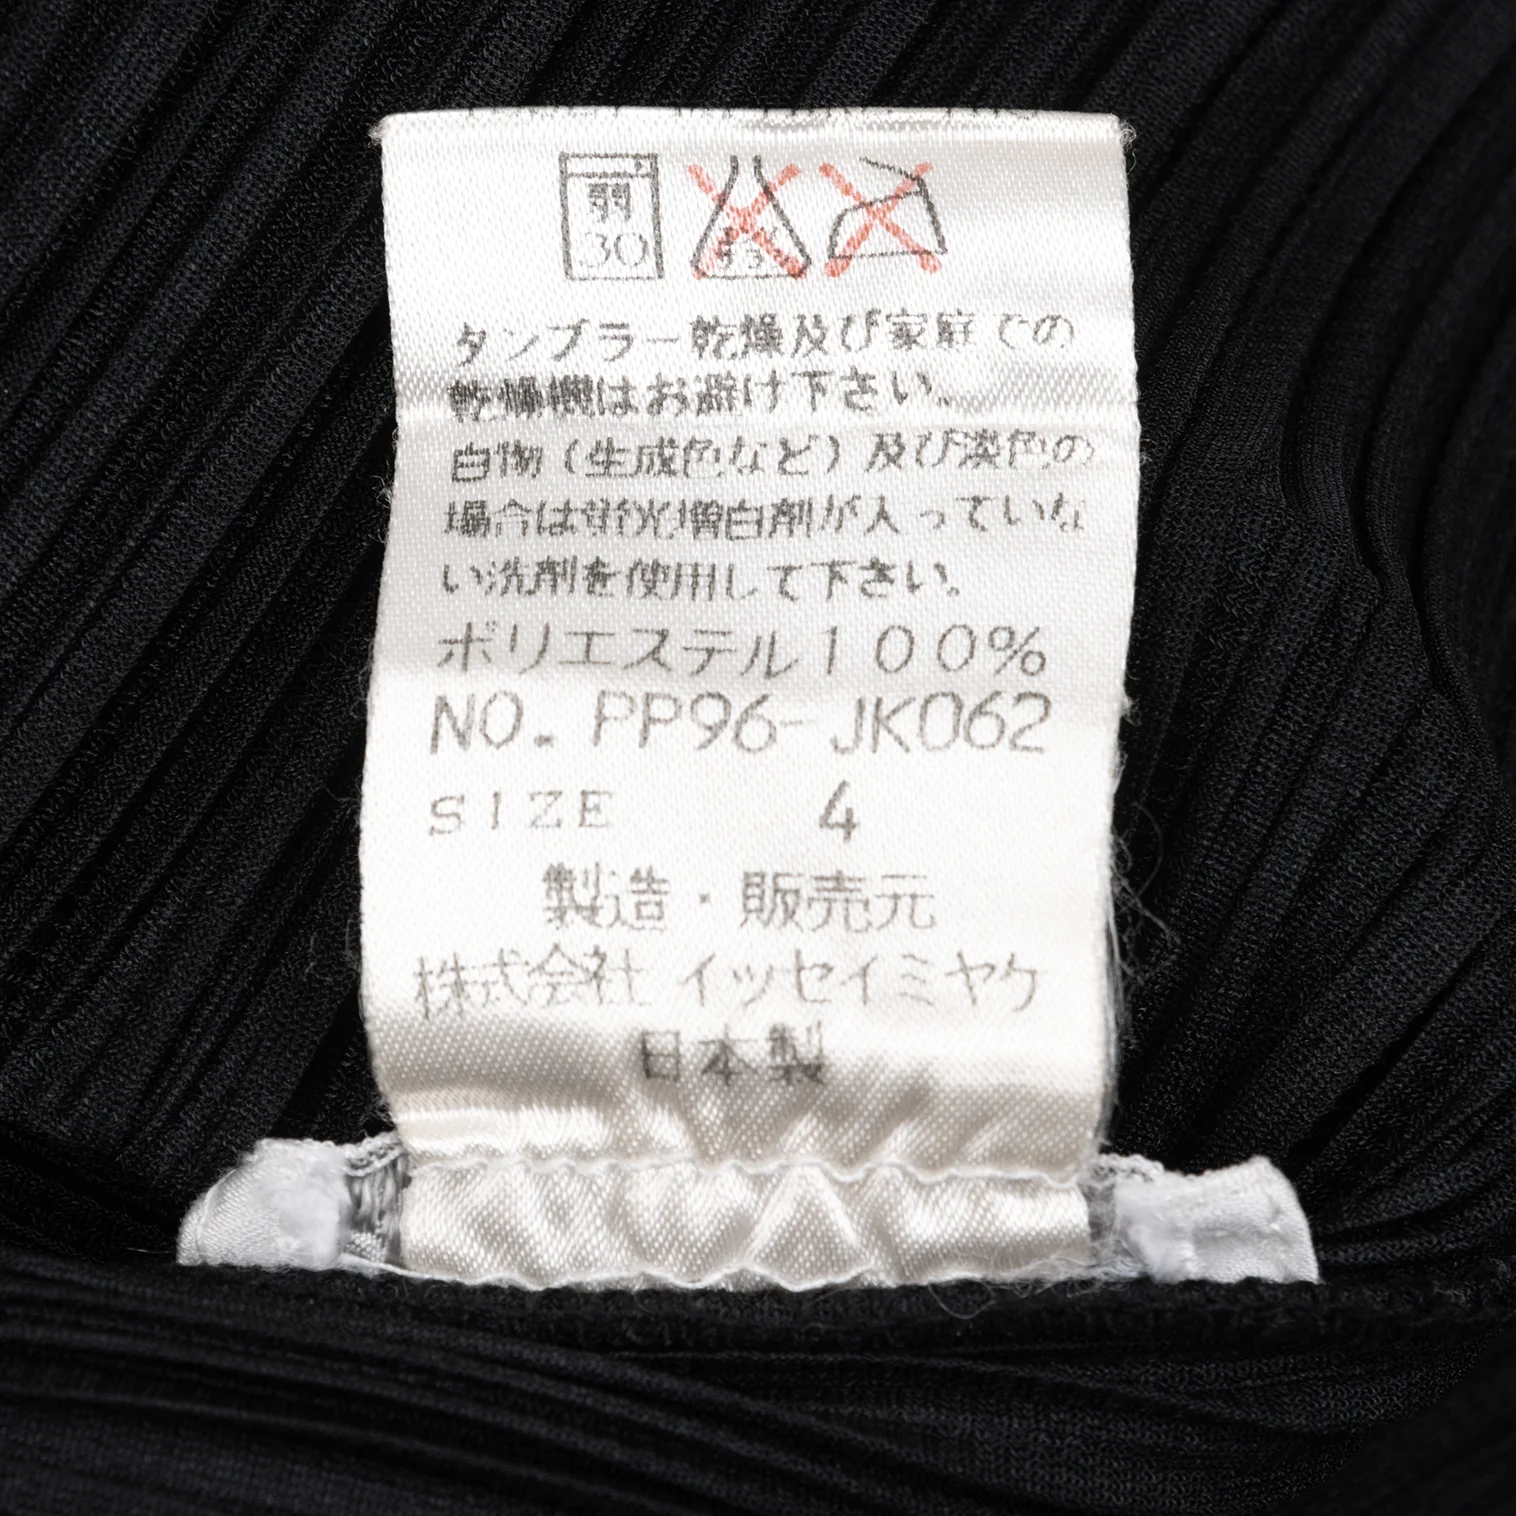 弱
30
タンブラー乾燥及び家庭での
乾燥機はお避け下さい。
白物（生成色など）及び淡色の
場合は蛍光増白剤が入っていな
い洗剤を使用して下さい。
ポリエステル100%
NO. PP96-JK062
SIZE 4
製造・販売元
株式会社 イッセイミヤケ
日本製